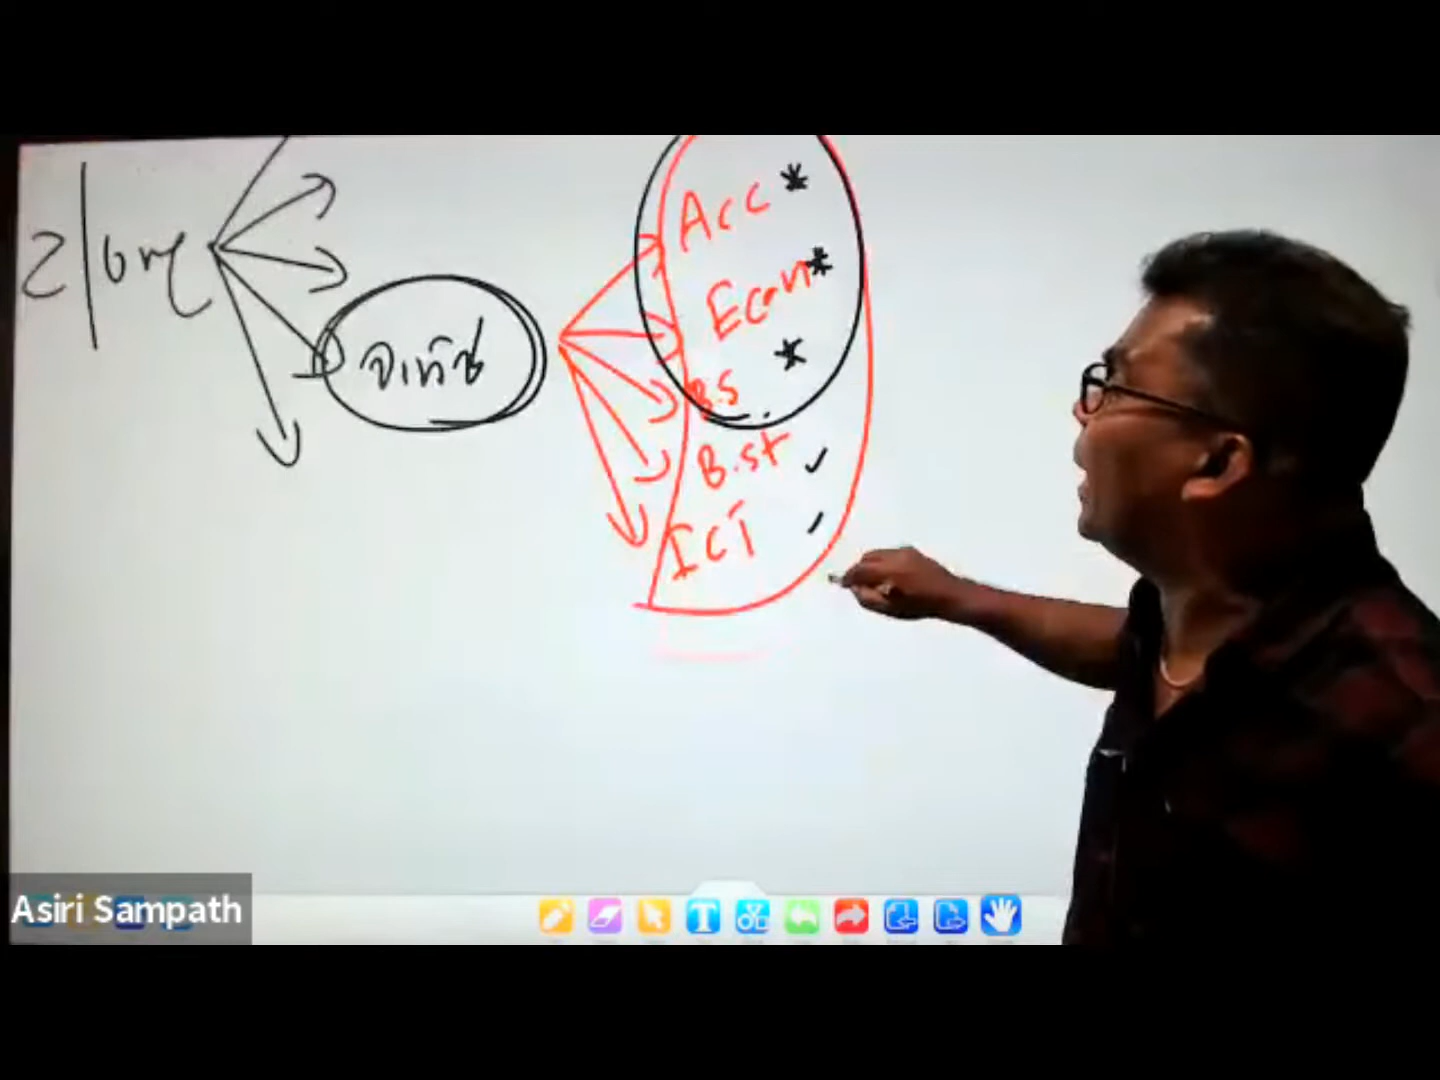 Acc *
Econ *
*
B.S
B.st ✓
ICT
Asiri Sampath
T